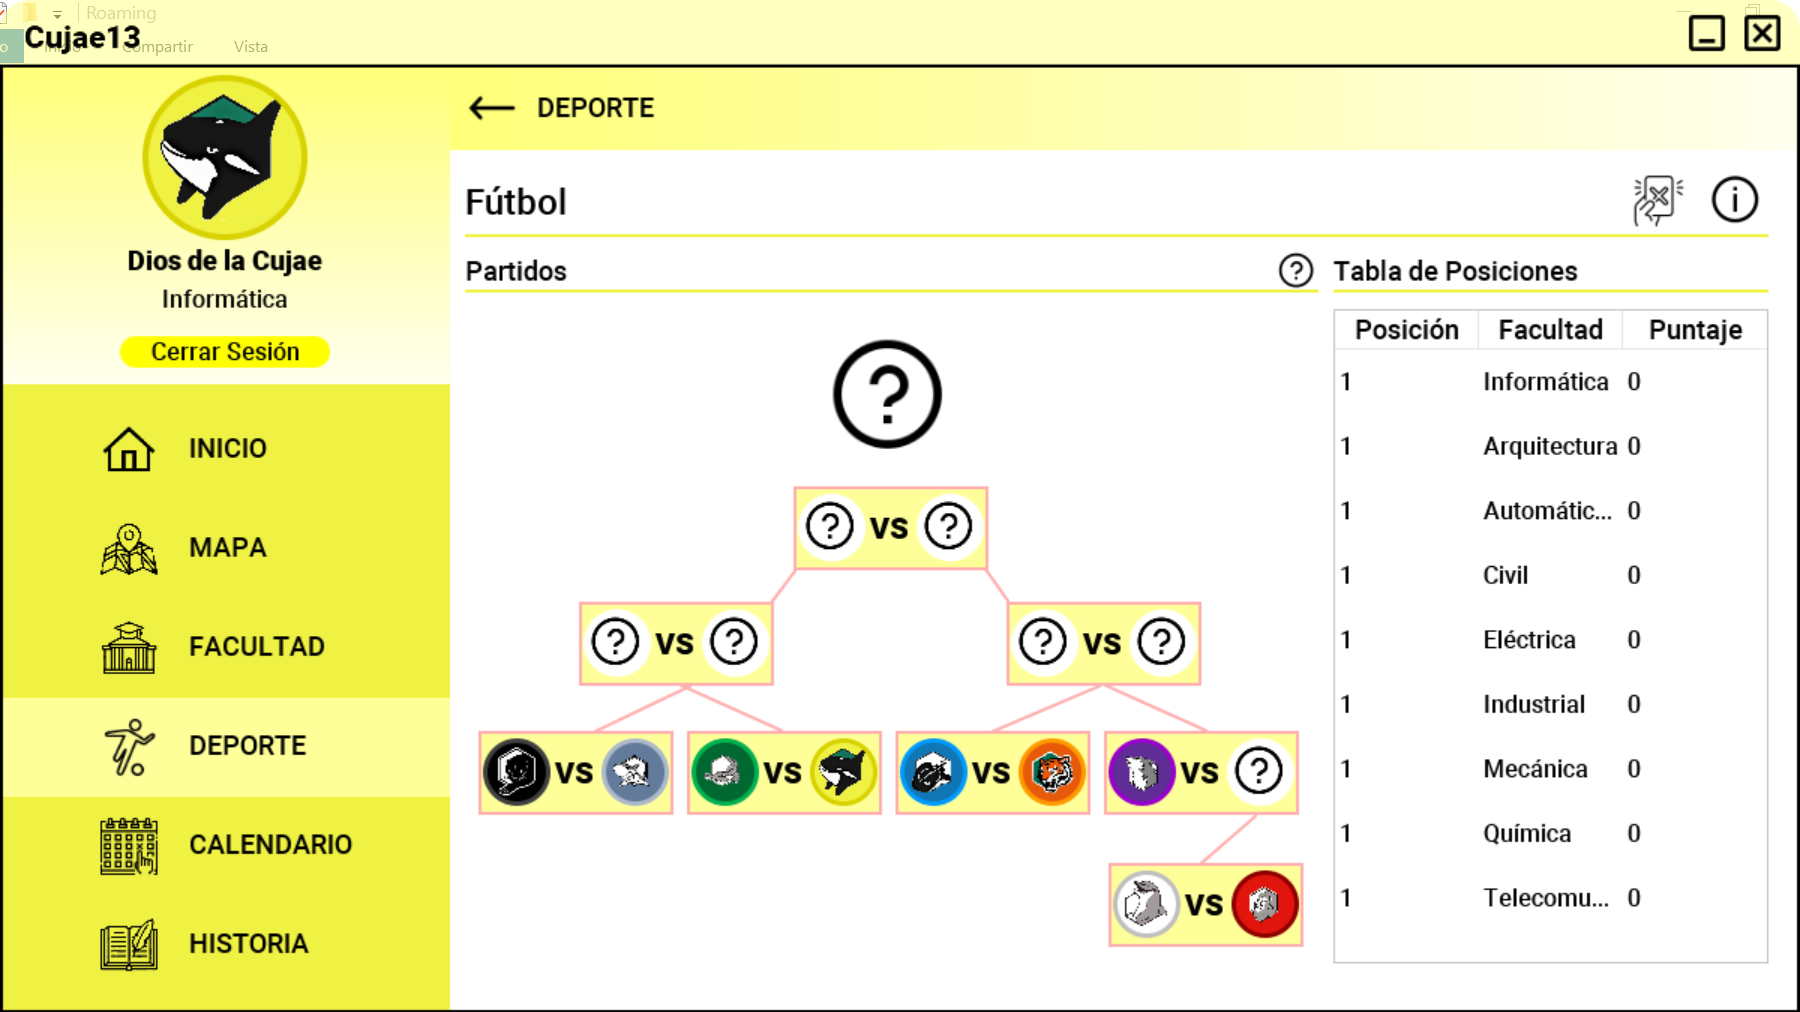 Roaming
Cujae13
Compartir
Vista
DEPORTE
Dios de la Cujae
Informática
Cerrar Sesión
INICIO
MAPA
FACULTAD
DEPORTE
CALENDARIO
HISTORIA
Fútbol
Partidos
?
?
? VS ?
? VS ?
? VS ?
VS
VS
VS
VS ?
VS
Tabla de Posiciones
Posición Facultad Puntaje
1 Informática 0
1 Arquitectura 0
1 Automátic... 0
1 Civil 0
1 Eléctrica 0
1 Industrial 0
1 Mecánica 0
1 Química 0
1 Telecomu... 0